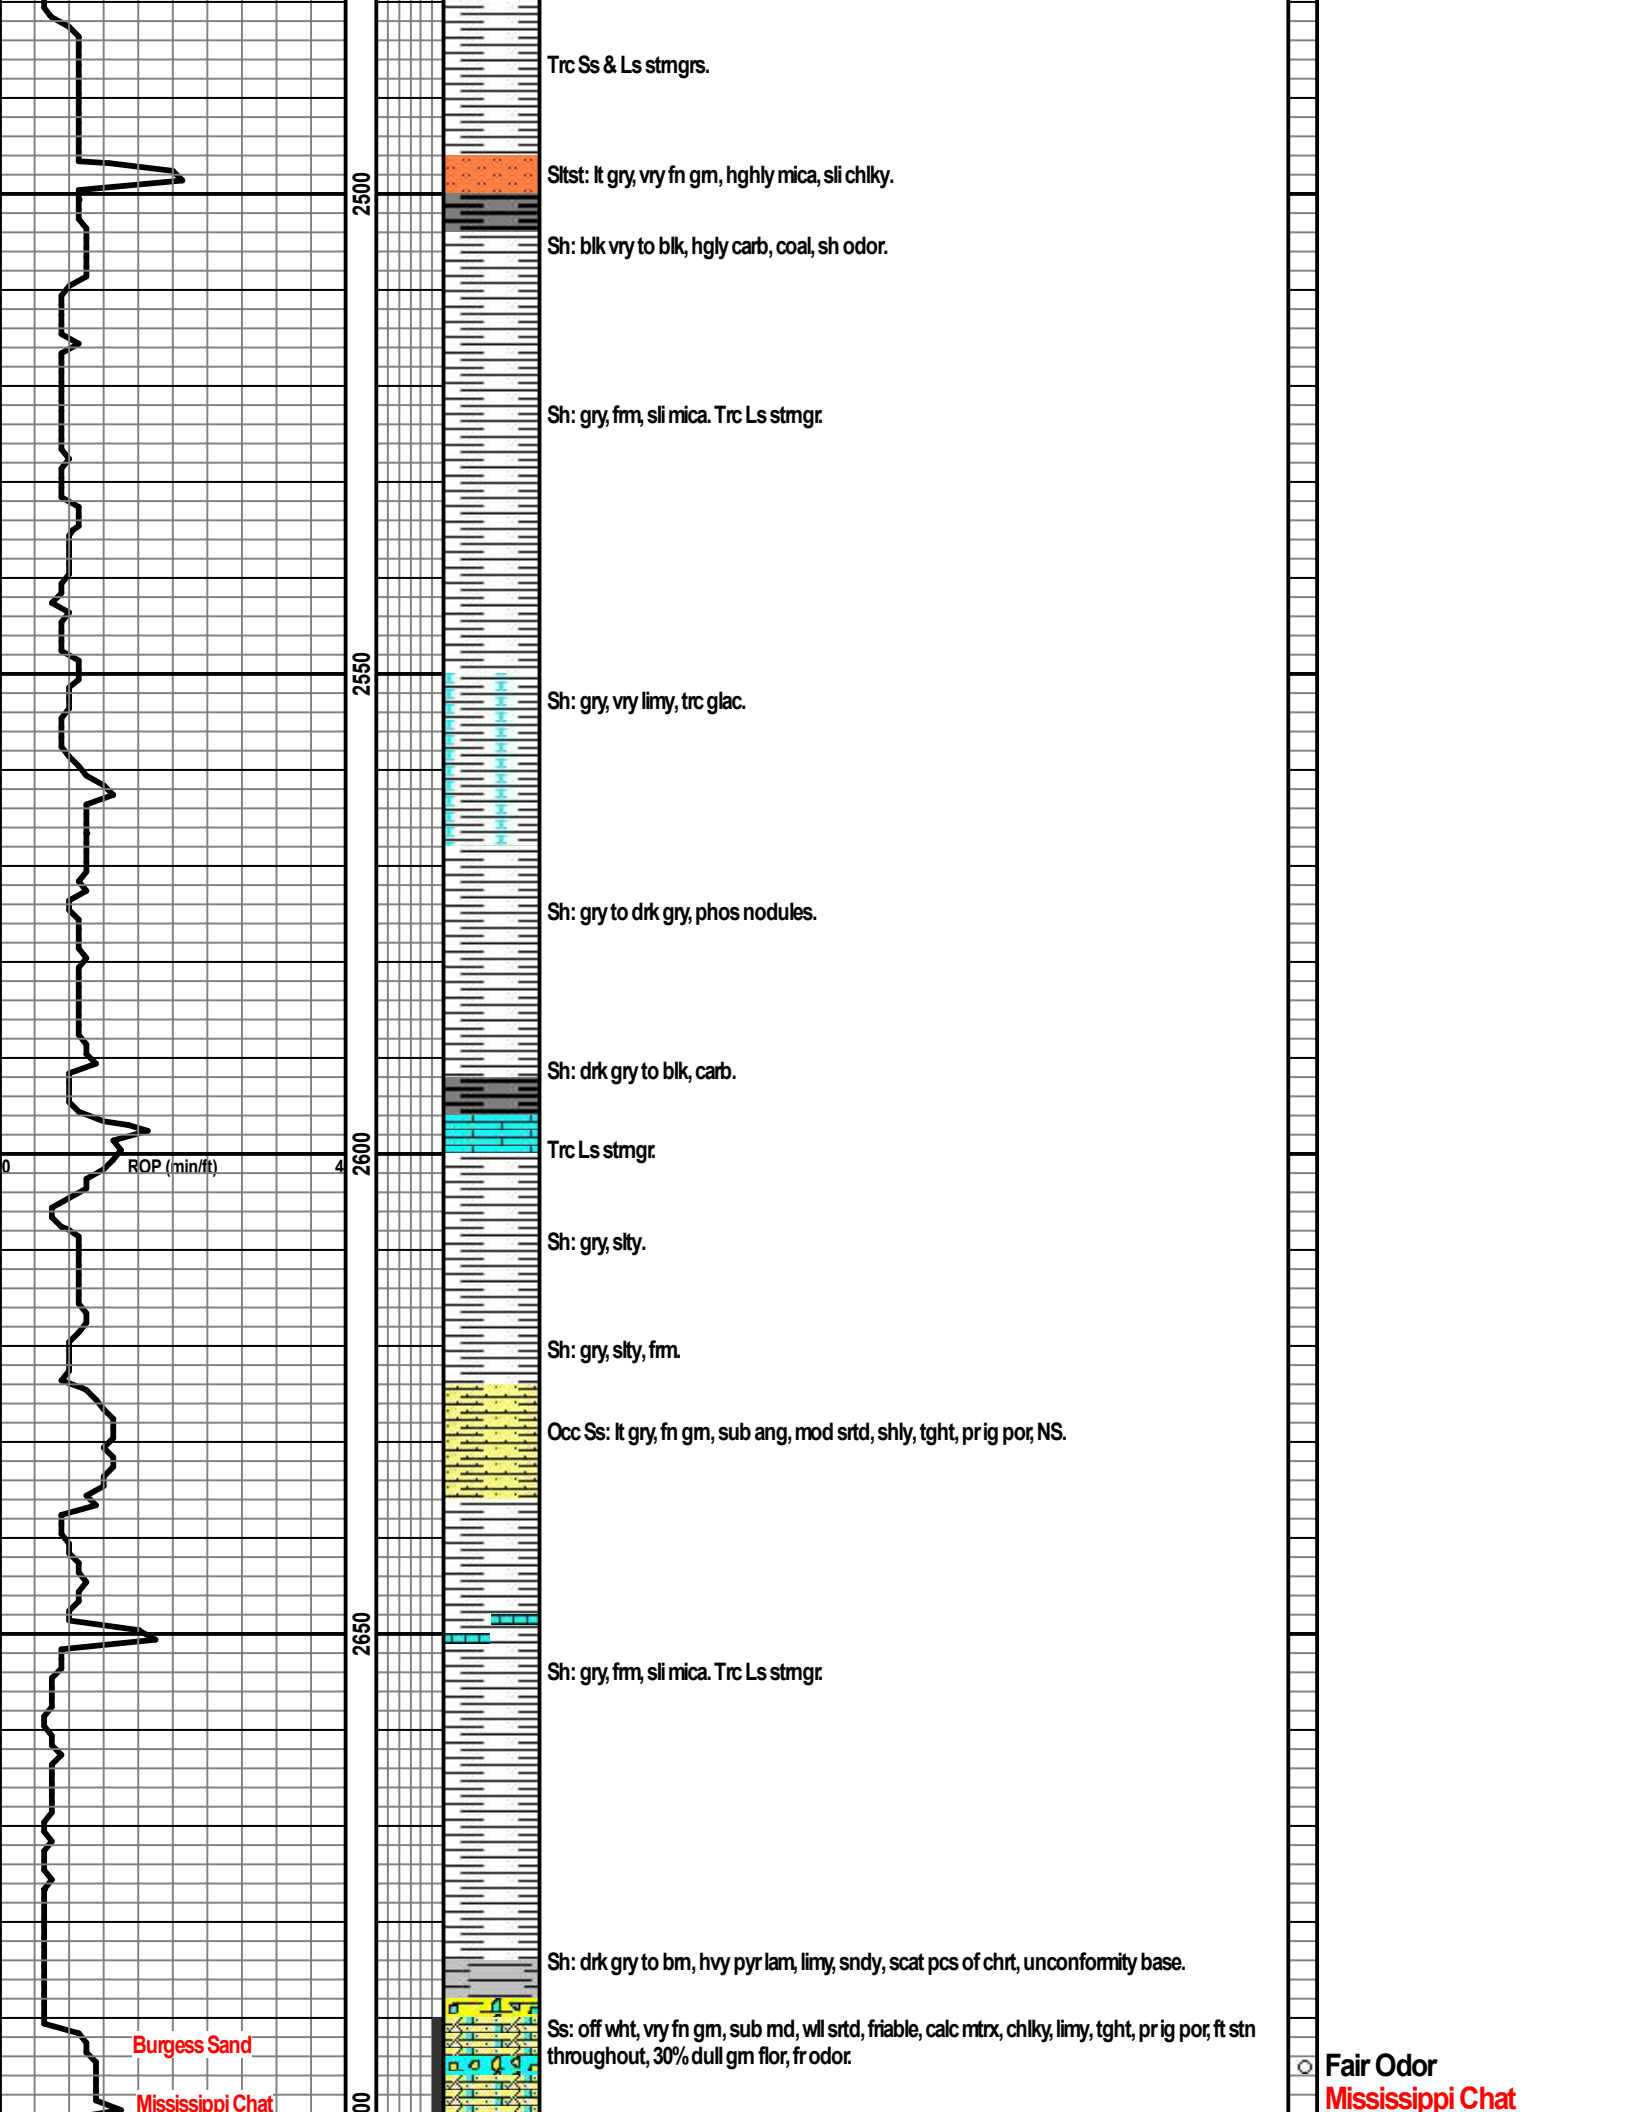 Trc Ss & Ls strngrs.
Sltst: lt gry, vry fn grn, hghly mica, sli chlky.
2500
Sh: blk vry to blk, hgly carb, coal, sh odor.
Sh: gry, frm, sli mica. Trc Ls strngr.
2550
Sh: gry, vry limy, trc glac.
Sh: gry to drk gry, phos nodules.
Sh: drk gry to blk, carb.
Trc Ls strngr.
2600
0 ROP (min/ft) 4
Sh: gry, slty.
Sh: gry, slty, frm.
Occ Ss: lt gry, fn grn, sub ang, mod srtd, shly, tght, pr ig por, NS.
2650
Sh: gry, frm, sli mica. Trc Ls strngr.
Sh: drk gry to brn, hvy pyr lam, limy, sndy, scat pcs of chrt, unconformity base.
Ss: off wht, vry fn grn, sub rnd, wll srtd, friable, calc mtrx, chlky, limy, tght, pr ig por, ft stn
throughout, 30% dull grn flor, fr odor.
Burgess Sand
Fair Odor
Mississippi Chat
Mississippi Chat